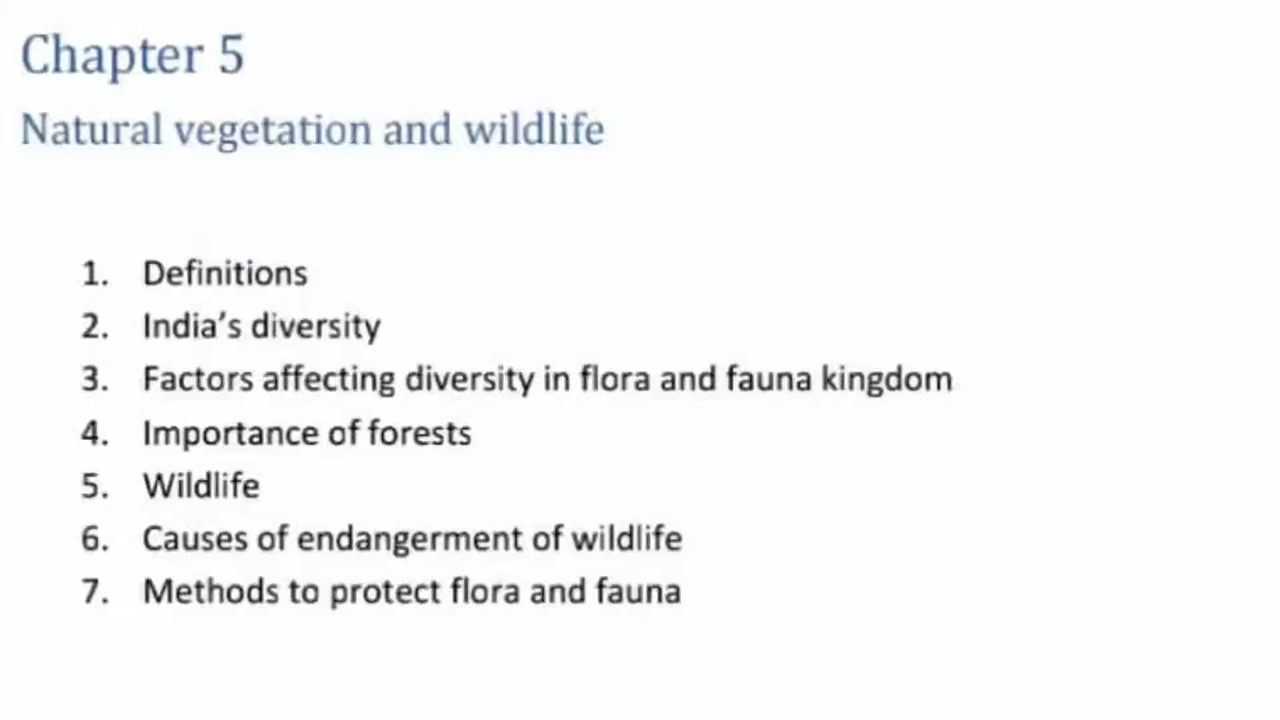 Chapter 5
Natural vegetation and wildlife
1. Definitions
2. India's diversity
3. Factors affecting diversity in flora and fauna kingdom
4. Importance of forests
5. Wildlife
6. Causes of endangerment of wildlife
7. Methods to protect flora and fauna